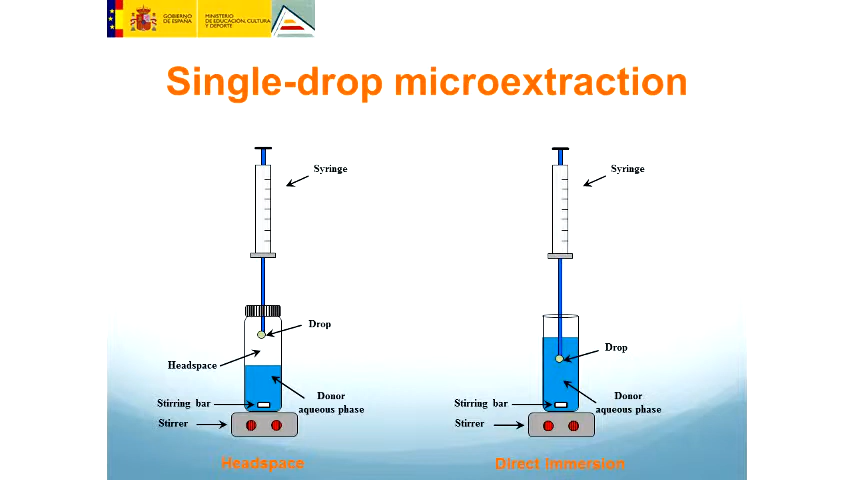 GOBIERNO
DE ESPAÑA
MINISTERIO
DE EDUCACIÓN, CULTURA
Y DEPORTE
Single-drop microextraction
Syringe
Drop
Headspace
Donor
aqueous phase
Stirring bar
Stirrer
Headspace
Syringe
Drop
Donor
aqueous phase
Stirring bar
Stirrer
Direct Immersion